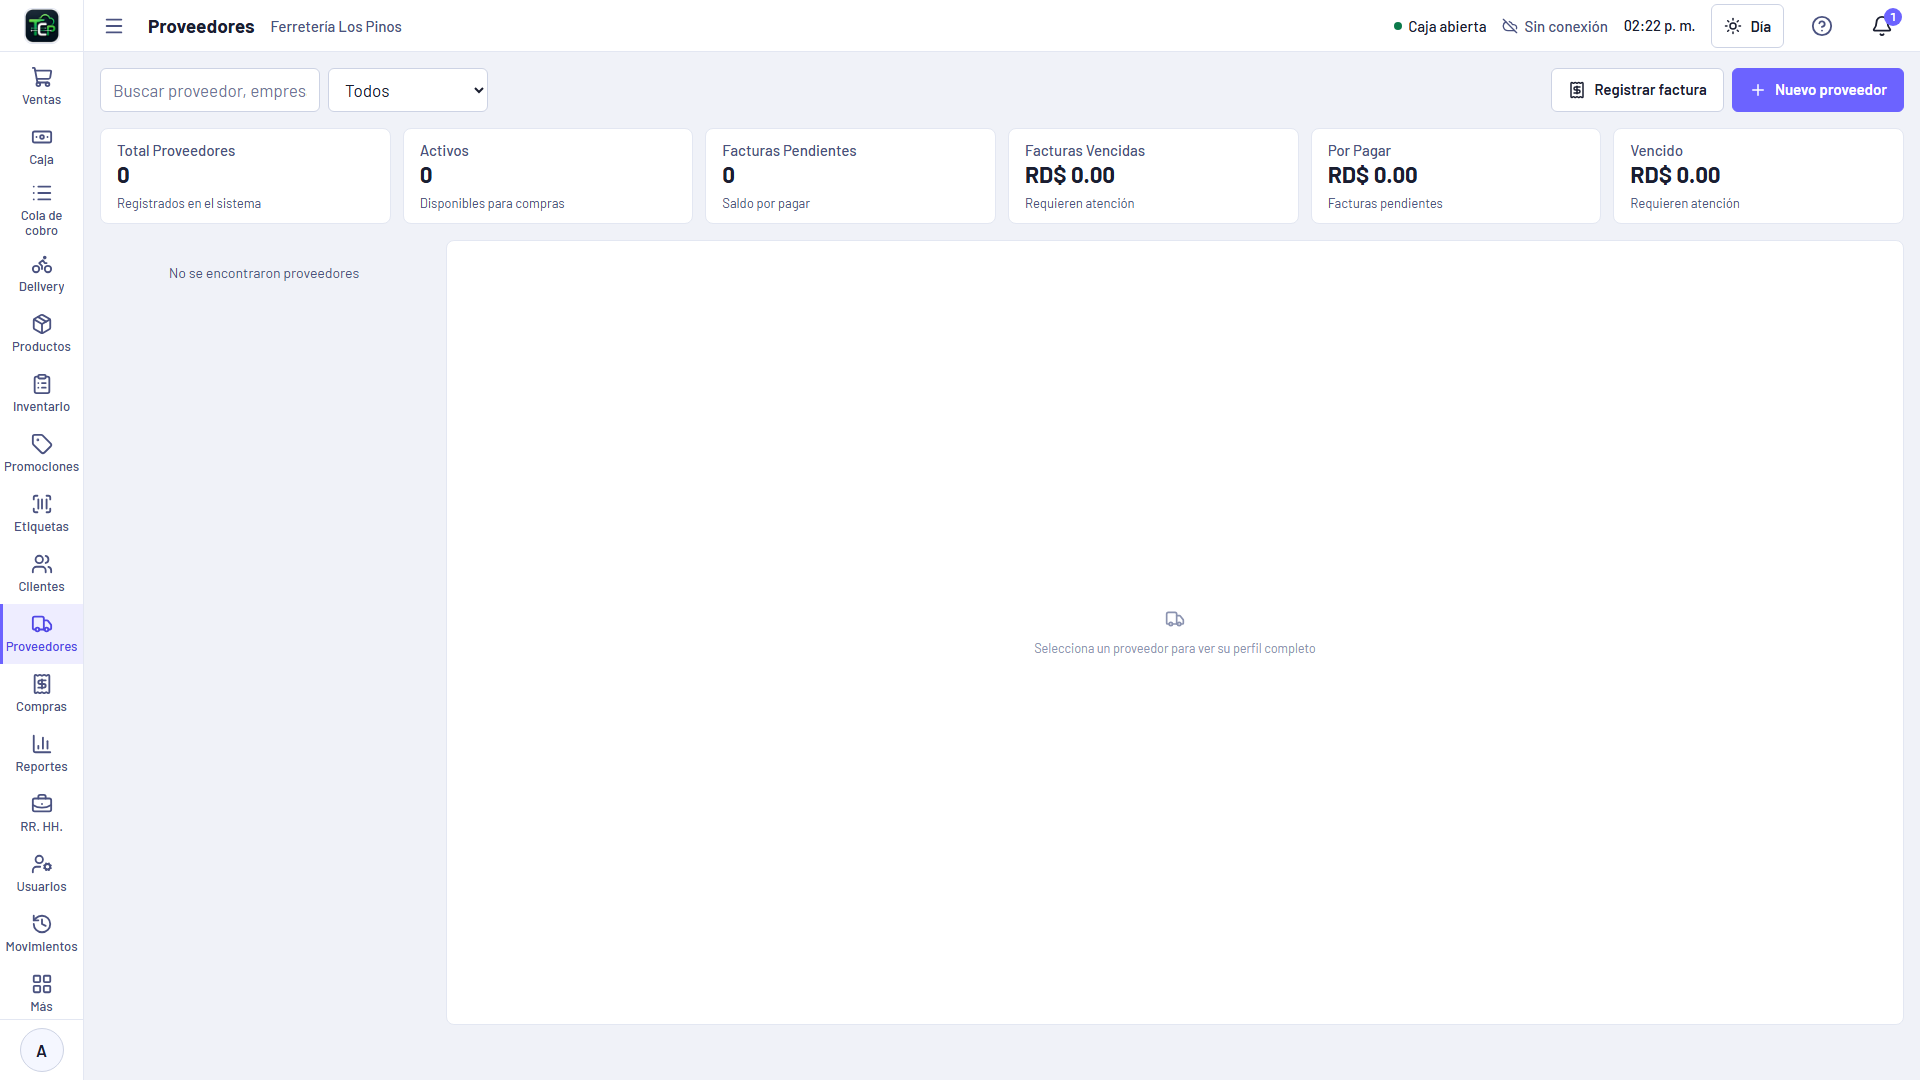 TCP
Proveedores
Ferretería Los Pinos
Caja abierta
Sin conexión
02:22 p. m.
Día
1
Ventas
Caja
Cola de
cobro
Delivery
Productos
Inventario
Promociones
Etiquetas
Clientes
Proveedores
Compras
Reportes
RR. HH.
Usuarios
Movimientos
Más
A
Buscar proveedor, empres
Todos
Registrar factura
Nuevo proveedor
Total Proveedores
0
Registrados en el sistema
Activos
0
Disponibles para compras
Facturas Pendientes
0
Saldo por pagar
Facturas Vencidas
RD$ 0.00
Requieren atención
Por Pagar
RD$ 0.00
Facturas pendientes
Vencido
RD$ 0.00
Requieren atención
No se encontraron proveedores
Selecciona un proveedor para ver su perfil completo